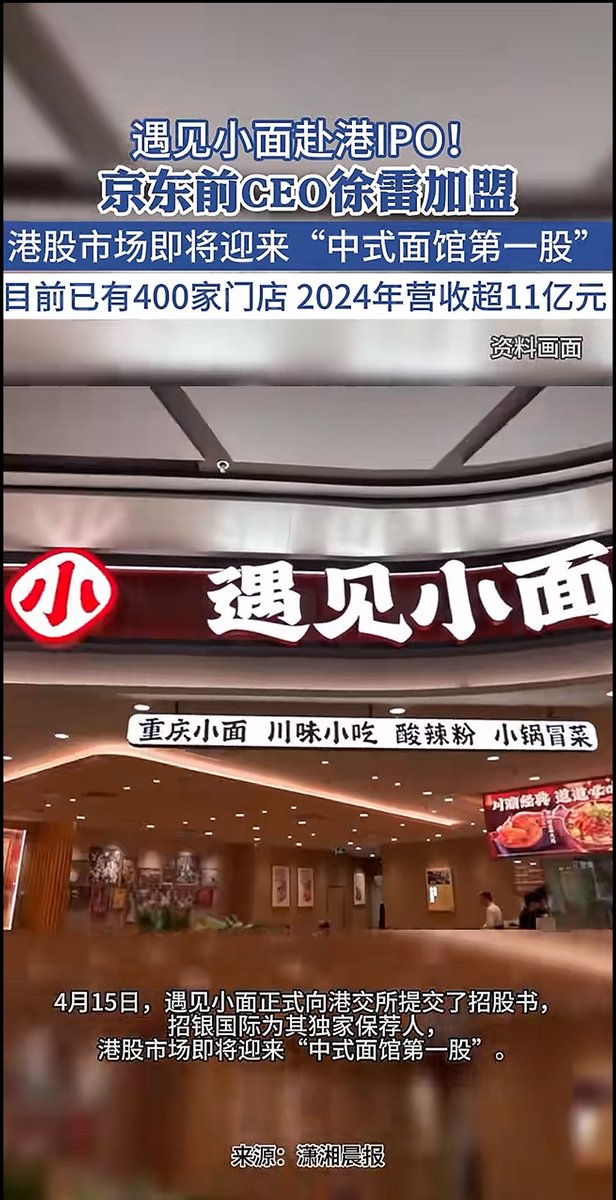 遇见小面赴港IPO！
京东前CEO徐雷加盟
港股市场即将迎来“中式面馆第一股”
目前已有400家门店 2024年营收超11亿元
资料画面
小 遇见小面
重庆小面 川味小吃 酸辣粉 小锅冒菜
4月15日，遇见小面正式向港交所提交了招股书，
招银国际为其独家保荐人，
港股市场即将迎来“中式面馆第一股”。
来源：潇湘晨报